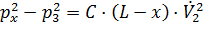 p_x^2 − p_3^2 = C · (L − x) · V̇_2^2